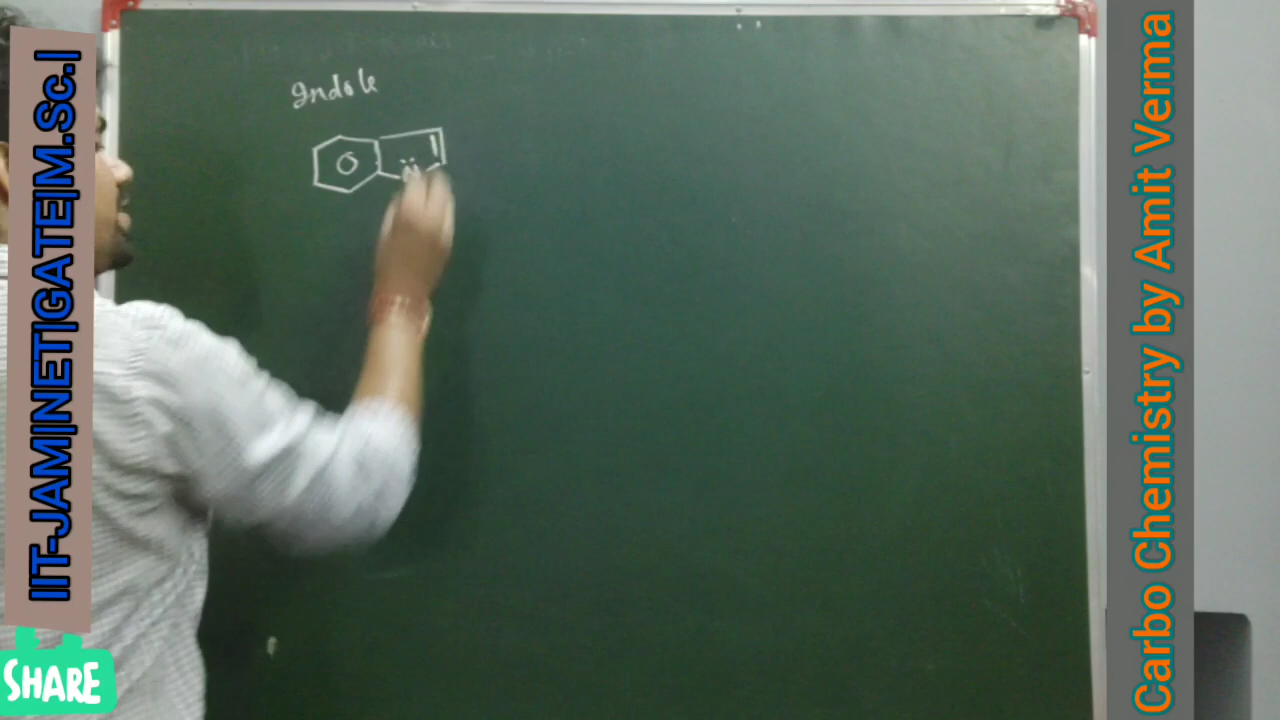 IIT-JAM|NET|GATE|M.Sc.|
SHARE
Indole
N
Carbo Chemistry by Amit Verma